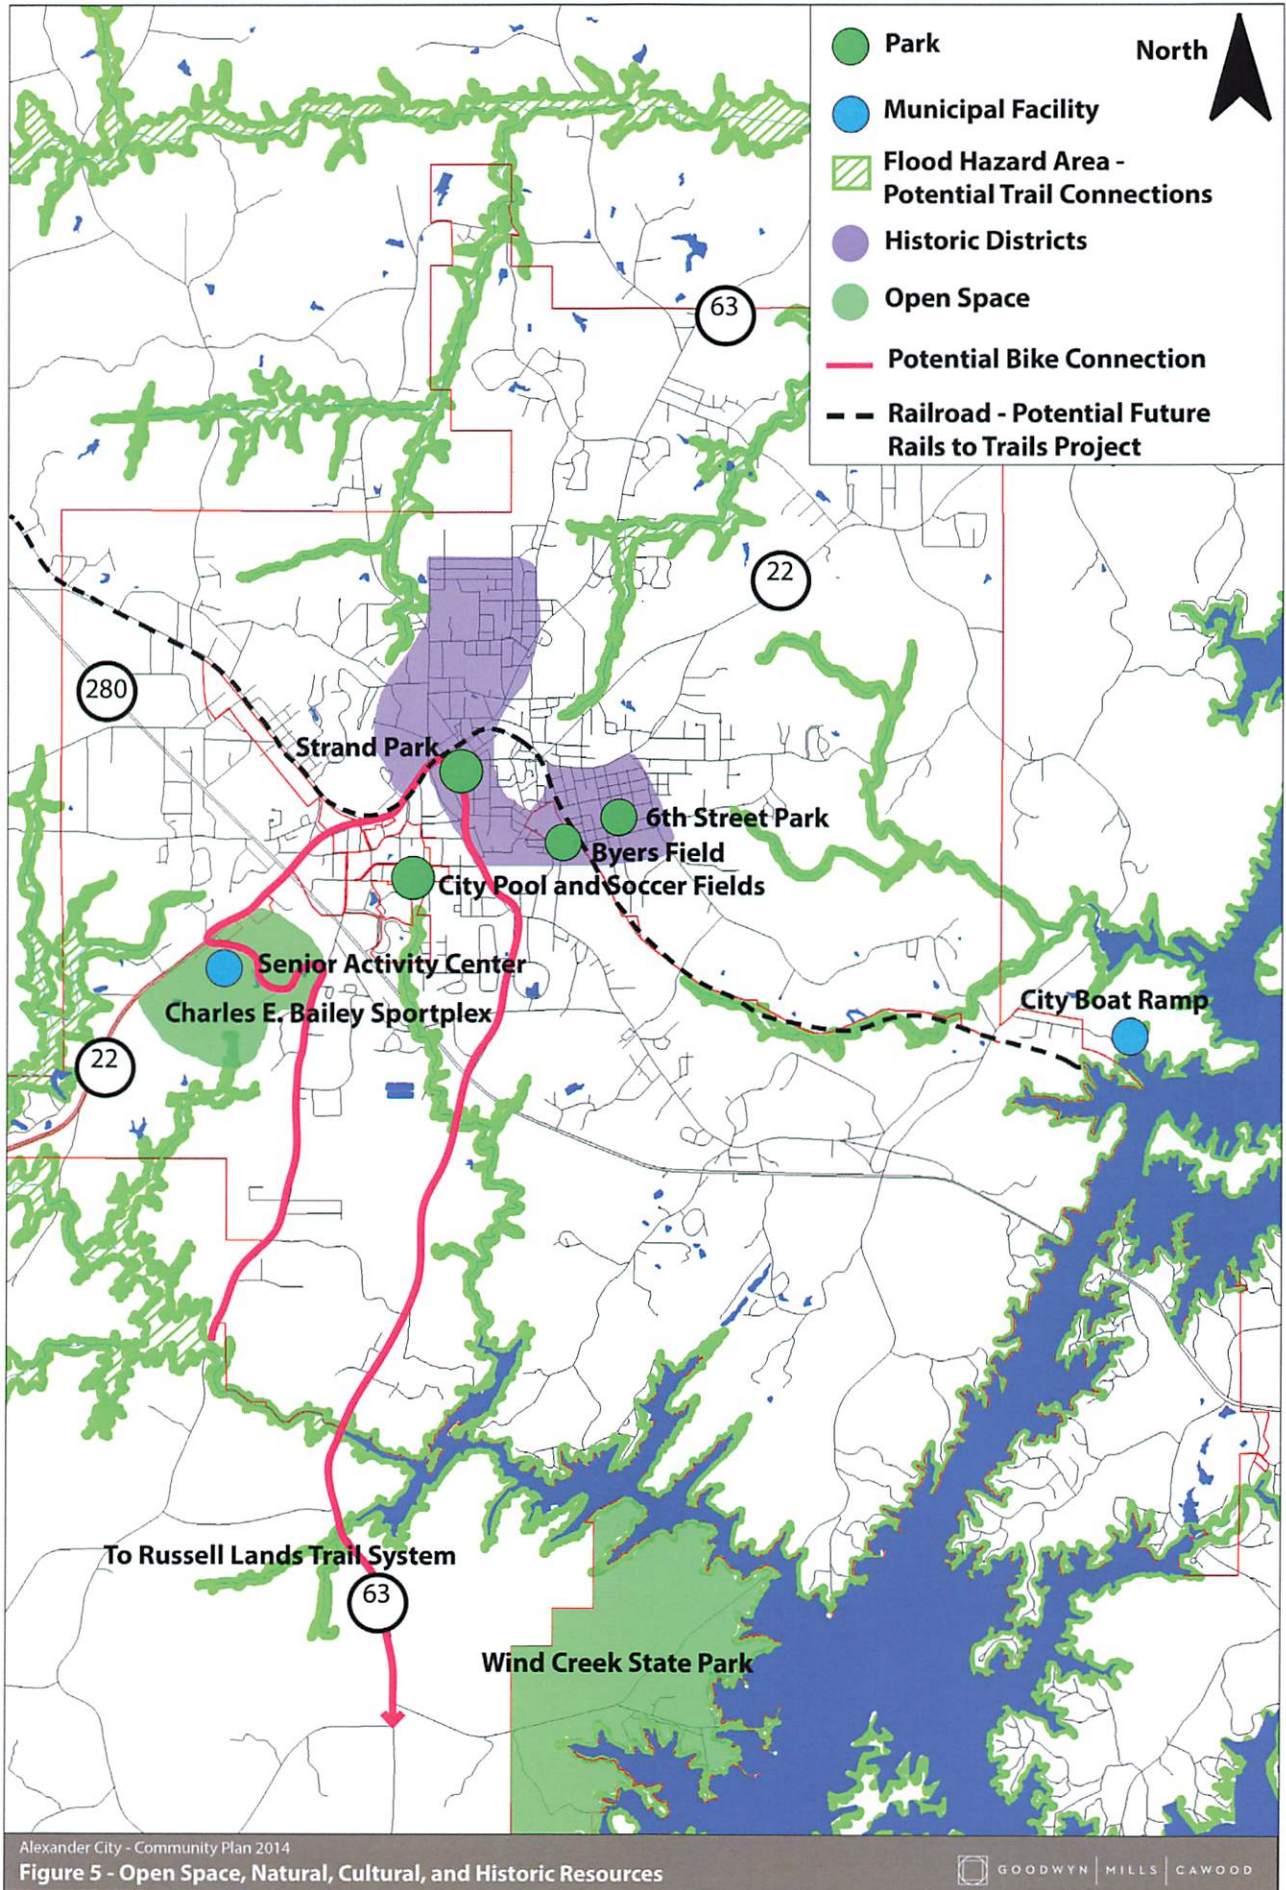 Park
North
Municipal Facility
Flood Hazard Area -
Potential Trail Connections
Historic Districts
Open Space
63
Potential Bike Connection
Railroad - Potential Future
Rails to Trails Project
22
280
Strand Park
6th Street Park
Byers Field
City Pool and Soccer Fields
Senior Activity Center
City Boat Ramp
Charles E. Bailey Sportplex
22
To Russell Lands Trail System
63
Wind Creek State Park
Alexander City - Community Plan 2014
Figure 5 - Open Space, Natural, Cultural, and Historic Resources
GOODWYN | MILLS | CAWOOD